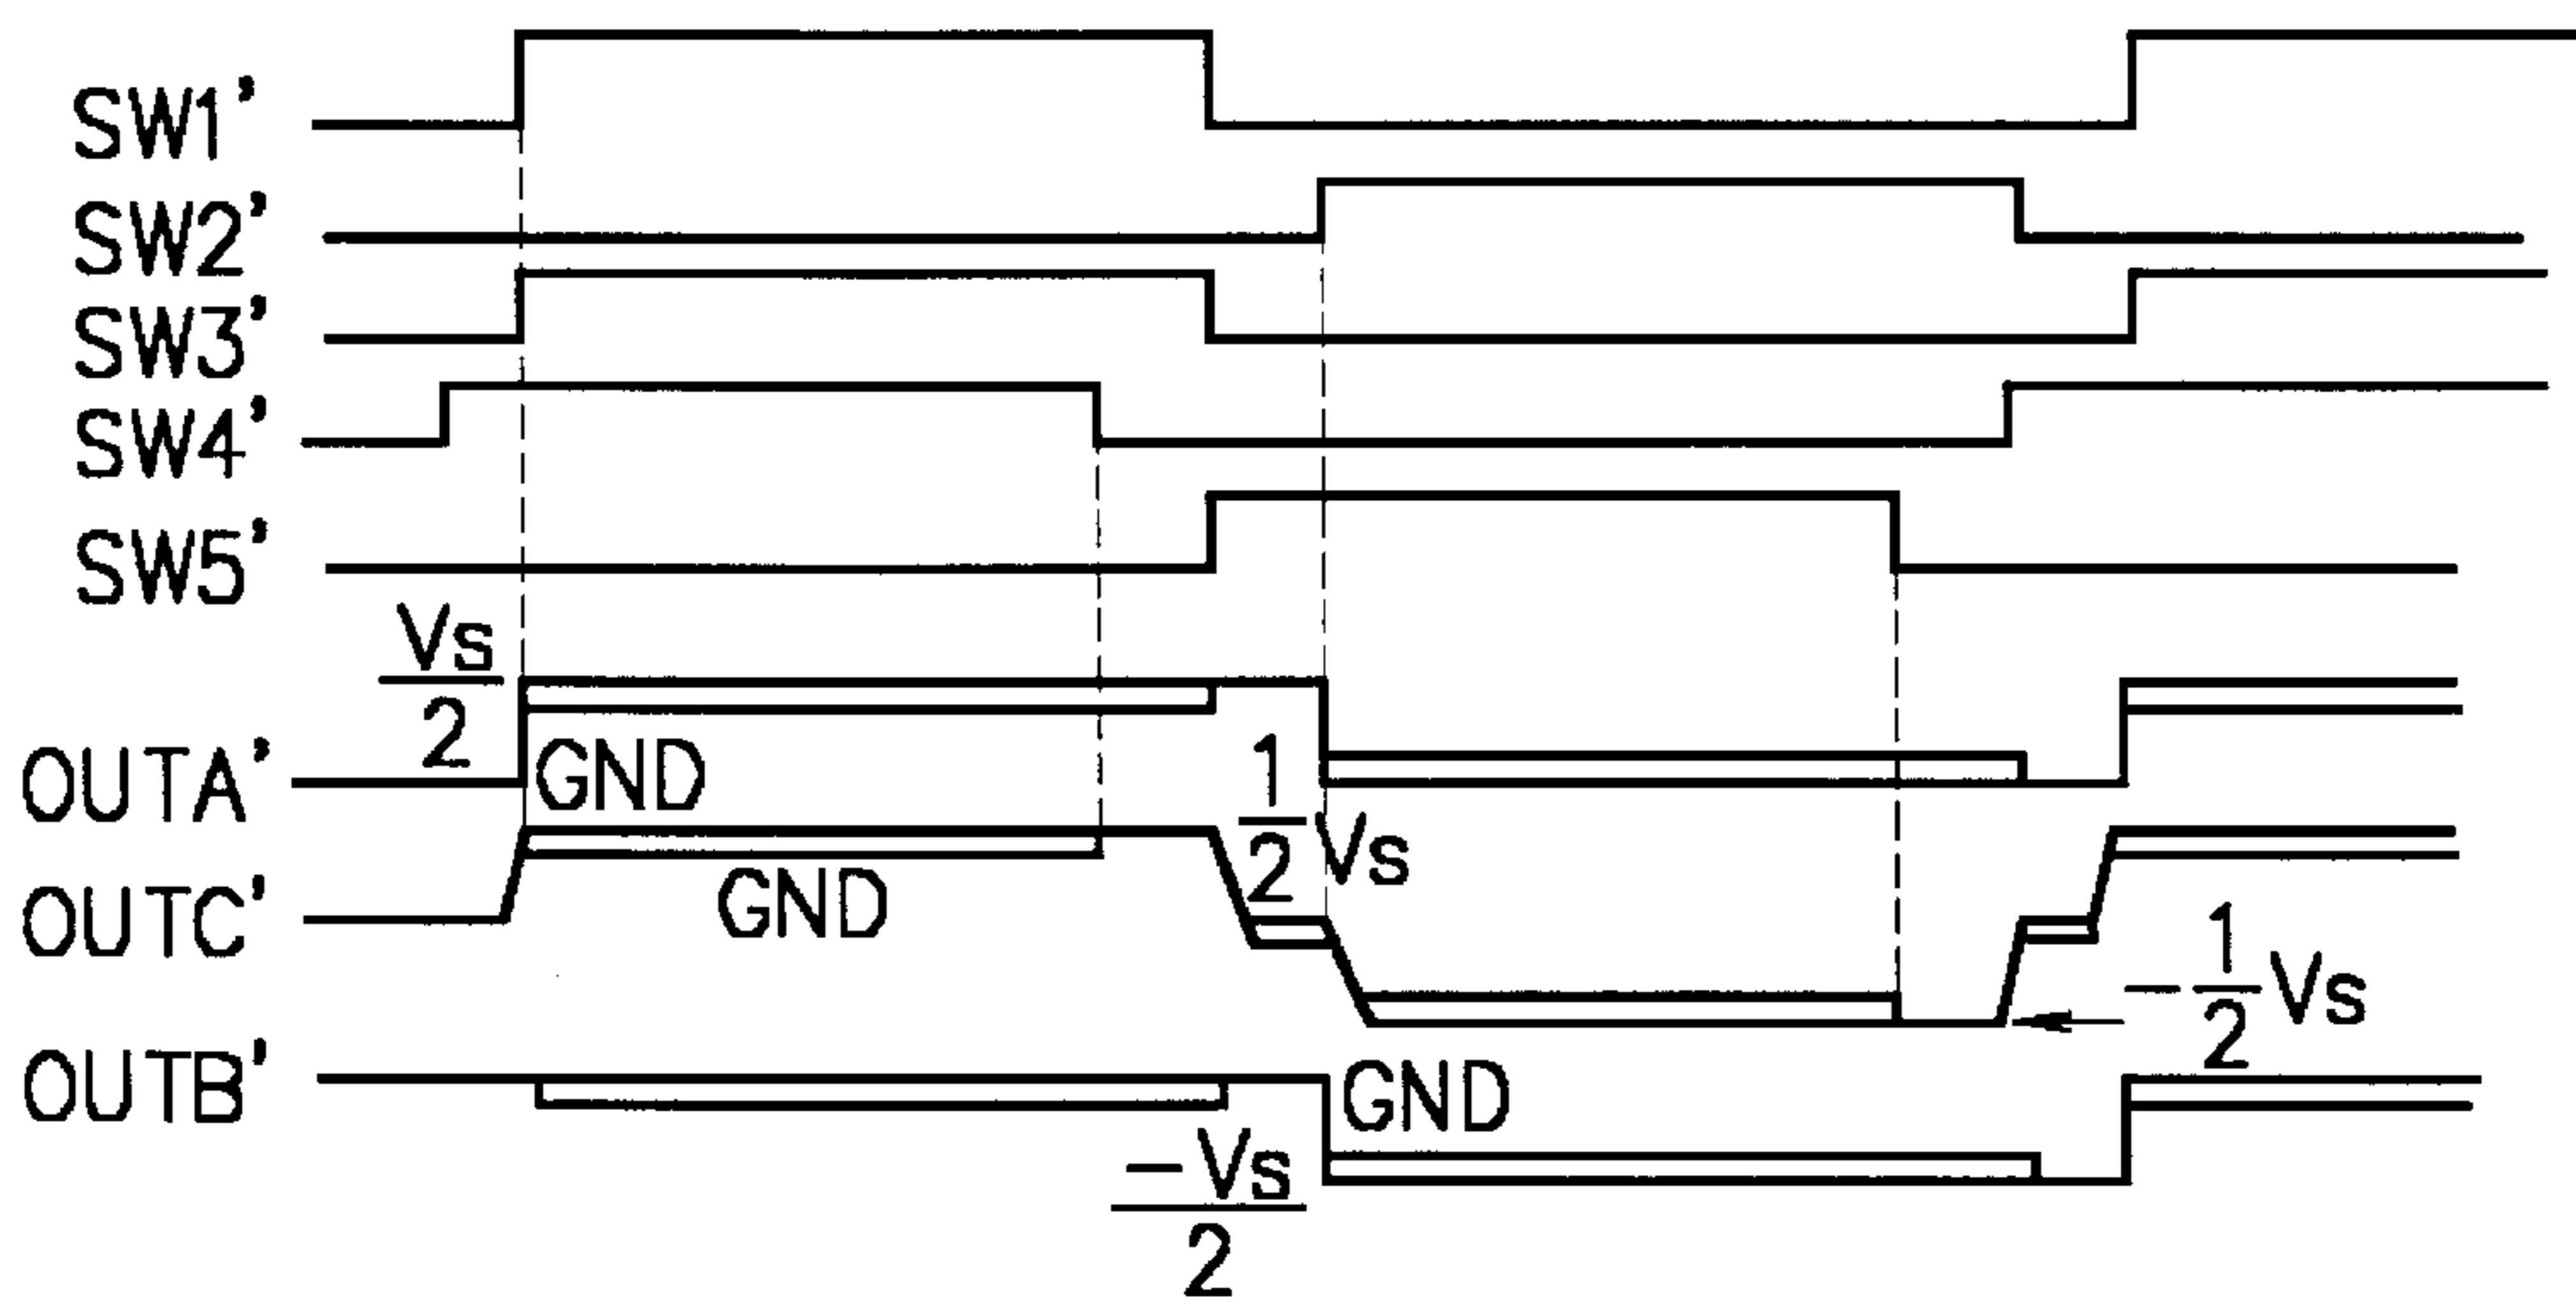 SW1'
SW2'
SW3'
SW4'
SW5'
Vs
2
OUTA'
GND
1
2
Vs
OUTC'
GND
-
1
2
Vs
OUTB'
GND
-Vs
2